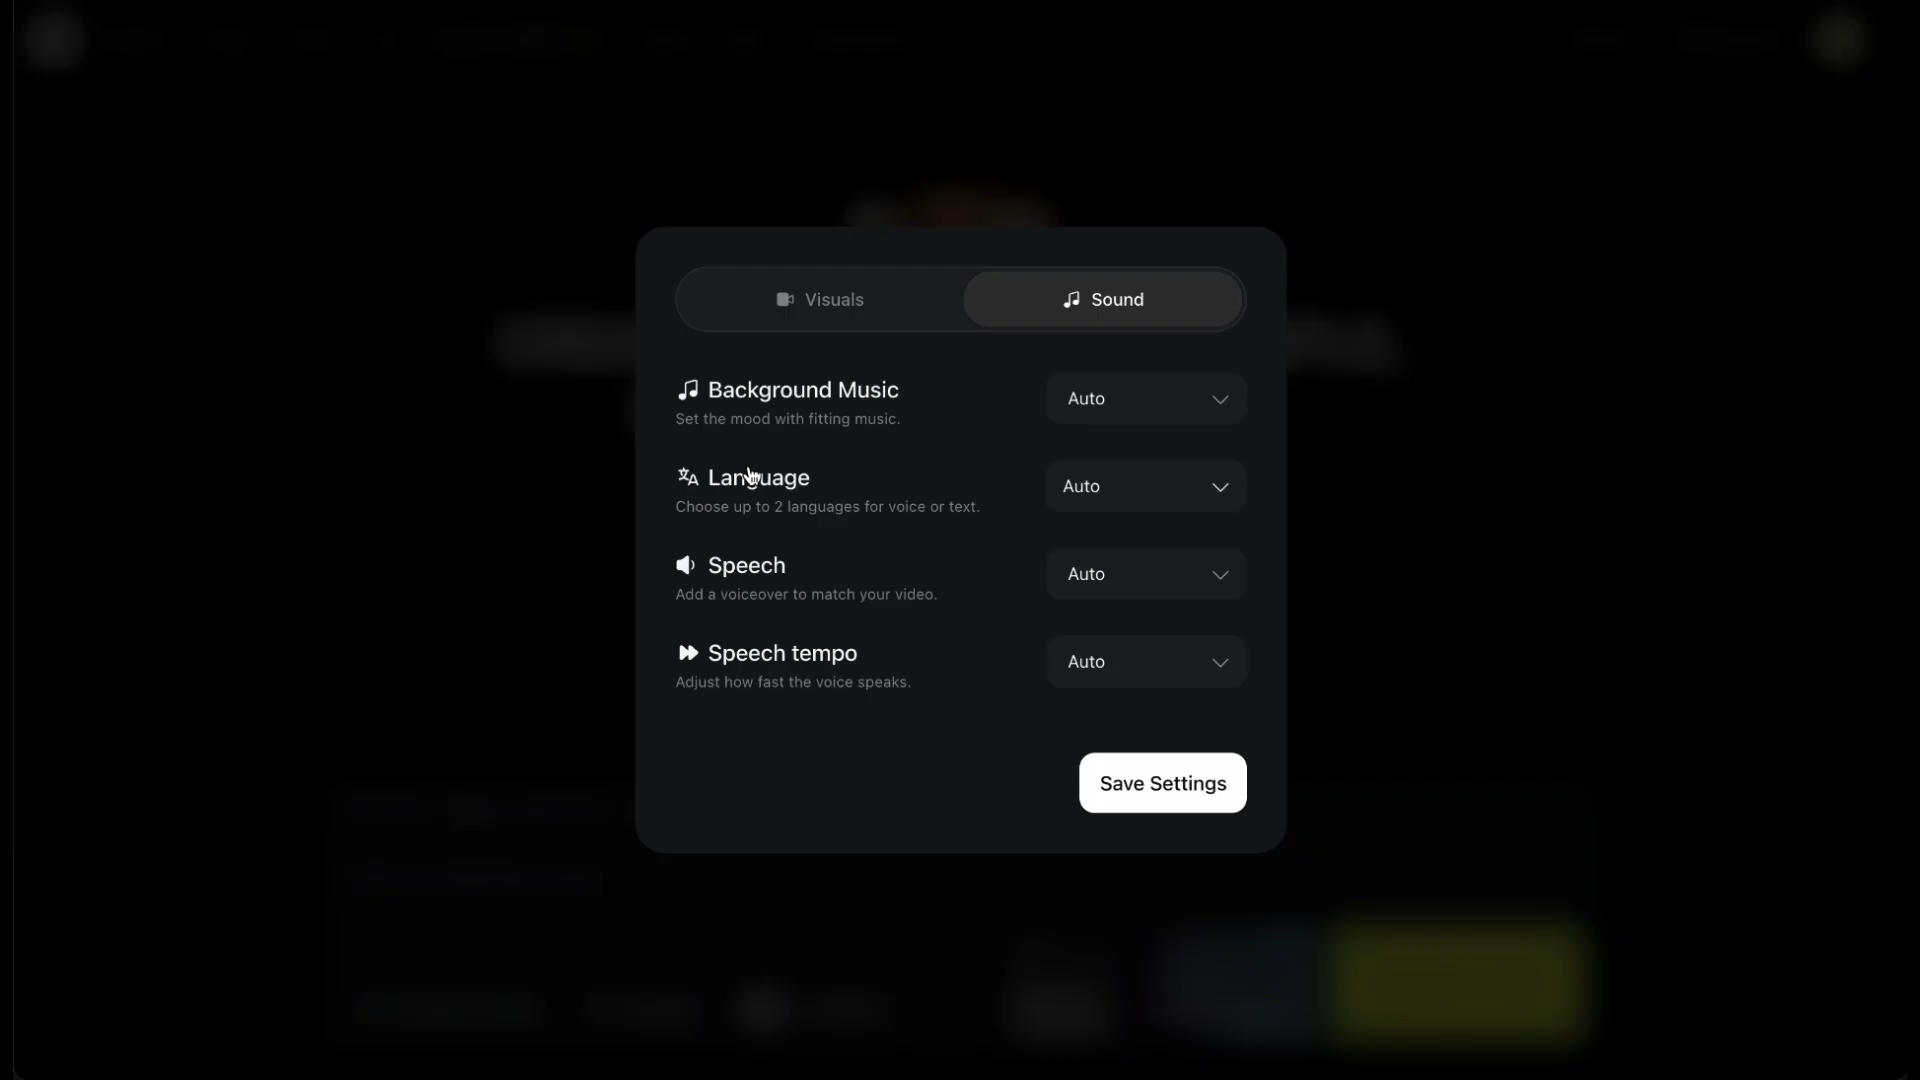 Visuals
Sound
Background Music
Auto
Set the mood with fitting music.
Language
Auto
Choose up to 2 languages for voice or text.
Speech
Auto
Add a voiceover to match your video.
Speech tempo
Auto
Adjust how fast the voice speaks.
Save Settings